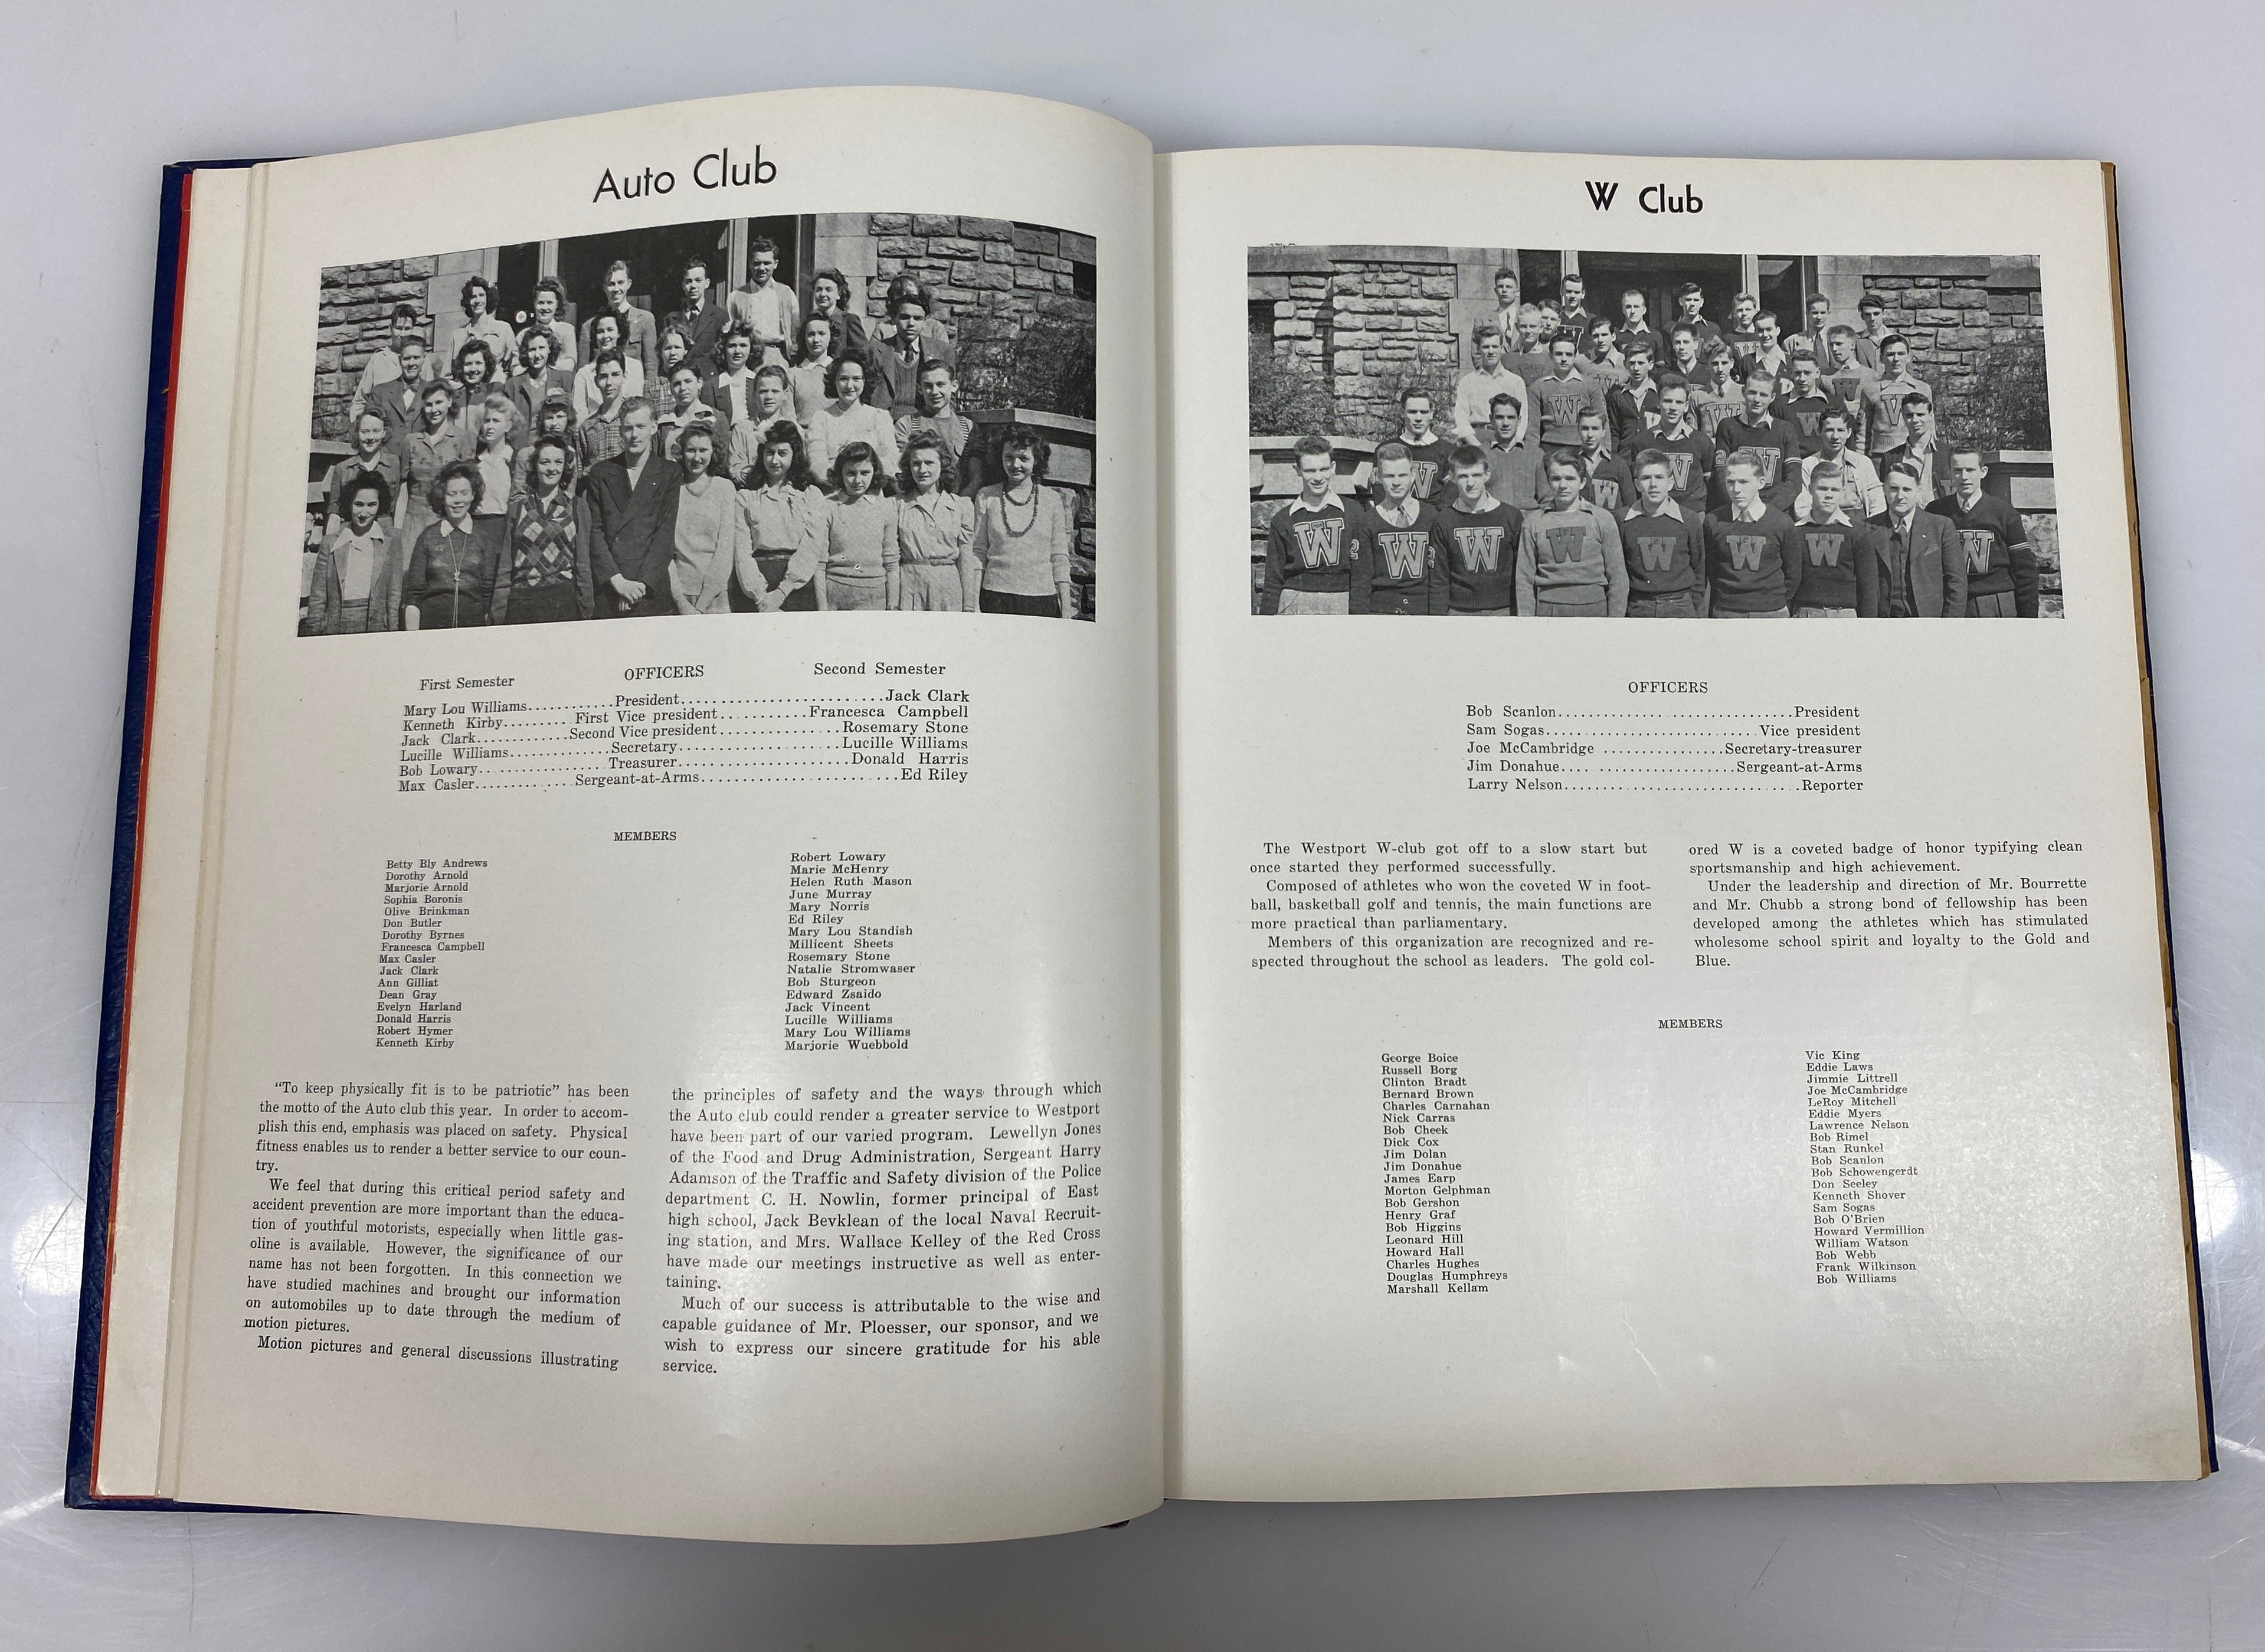 Auto Club
First Semester OFFICERS Second Semester
Mary Lou Williams...........President......................Jack Clark
Kenneth Kirby.........First Vice president..........Francesca Campbell
Jack Clark............Second Vice president.............Rosemary Stone
Lucille Williams............Secretary.................Lucille Williams
Bob Lowary................Treasurer....................Donald Harris
Max Casler............Sergeant-at-Arms.....................Ed Riley
MEMBERS
Betty Bly Andrews
Dorothy Arnold
Marjorie Arnold
Sophia Boronis
Olive Brinkman
Don Butler
Dorothy Byrnes
Francesca Campbell
Max Casler
Jack Clark
Ann Gilliat
Dean Gray
Evelyn Harland
Donald Harris
Robert Hymer
Kenneth Kirby
Robert Lowary
Marie McHenry
Helen Ruth Mason
June Murray
Mary Norris
Ed Riley
Mary Lou Standish
Millicent Sheets
Rosemary Stone
Natalie Stromwaser
Bob Sturgeon
Edward Zsaido
Jack Vincent
Lucille Williams
Mary Lou Williams
Marjorie Wuebbold
"To keep physically fit is to be patriotic" has been
the motto of the Auto club this year. In order to accom-
plish this end, emphasis was placed on safety. Physical
fitness enables us to render a better service to our coun-
try.
We feel that during this critical period safety and
accident prevention are more important than the educa-
tion of youthful motorists, especially when little gas-
oline is available. However, the significance of our
name has not been forgotten. In this connection we
have studied machines and brought our information
on automobiles up to date through the medium of
motion pictures.
Motion pictures and general discussions illustrating
the principles of safety and the ways through which
the Auto club could render a greater service to Westport
have been part of our varied program. Lewellyn Jones
of the Food and Drug Administration, Sergeant Harry
Adamson of the Traffic and Safety division of the Police
department C. H. Nowlin, former principal of East
high school, Jack Bevklean of the local Naval Recruit-
ing station, and Mrs. Wallace Kelley of the Red Cross
have made our meetings instructive as well as enter-
taining.
Much of our success is attributable to the wise and
capable guidance of Mr. Ploesser, our sponsor, and we
wish to express our sincere gratitude for his able
service.
W Club
OFFICERS
Bob Scanlon..................................President
Sam Sogas................................Vice president
Joe McCambridge ................Secretary-treasurer
Jim Donahue..........................Sergeant-at-Arms
Larry Nelson..................................Reporter
The Westport W-club got off to a slow start but
once started they performed successfully.
Composed of athletes who won the coveted W in foot-
ball, basketball golf and tennis, the main functions are
more practical than parliamentary.
Members of this organization are recognized and re-
spected throughout the school as leaders. The gold col-
ored W is a coveted badge of honor typifying clean
sportsmanship and high achievement.
Under the leadership and direction of Mr. Bourrette
and Mr. Chubb a strong bond of fellowship has been
developed among the athletes which has stimulated
wholesome school spirit and loyalty to the Gold and
Blue.
MEMBERS
George Boice
Russell Borg
Clinton Bradt
Bernard Brown
Charles Carnahan
Nick Carras
Bob Cheek
Dick Cox
Jim Dolan
Jim Donahue
James Earp
Morton Gelphman
Bob Gershon
Henry Graf
Bob Higgins
Leonard Hill
Howard Hall
Charles Hughes
Douglas Humphreys
Marshall Kellam
Vic King
Eddie Laws
Jimmie Littrell
Joe McCambridge
LeRoy Mitchell
Eddie Myers
Lawrence Nelson
Bob Rimel
Stan Runkel
Bob Scanlon
Bob Schowengerdt
Don Seeley
Kenneth Shover
Sam Sogas
Bob O'Brien
Howard Vermillion
William Watson
Bob Webb
Frank Wilkinson
Bob Williams